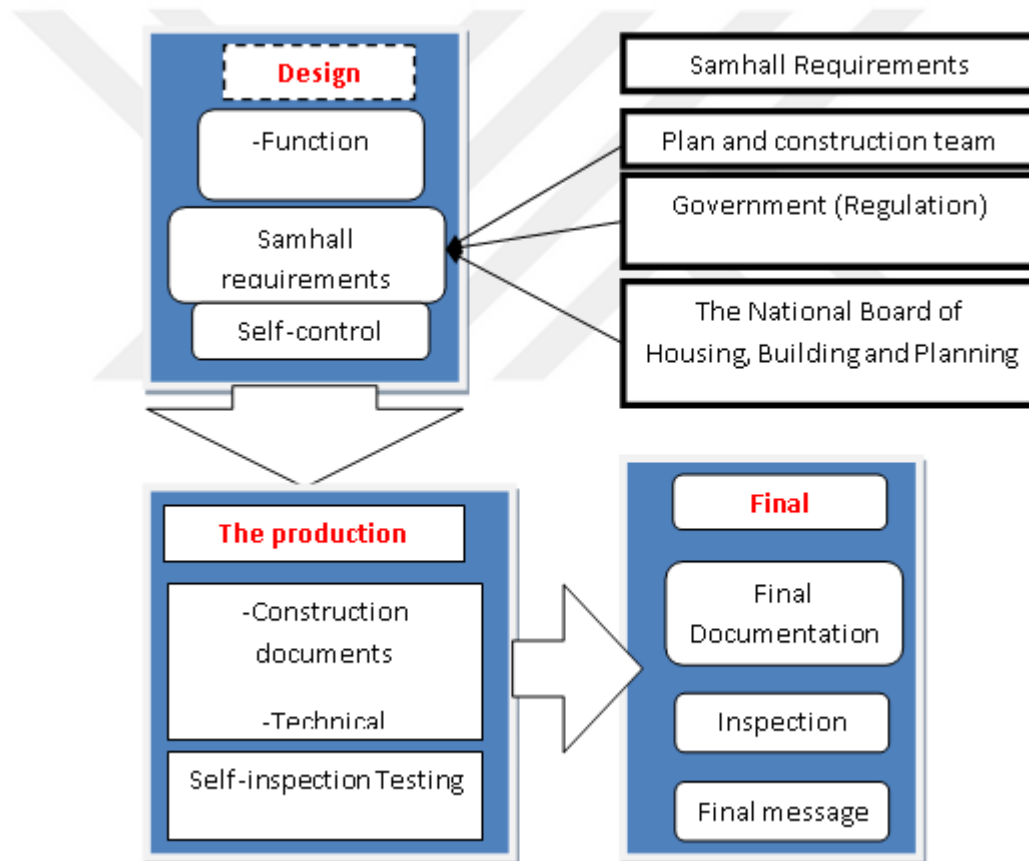 Design
-Function
Samhall
requirements
Self-control
Samhall Requirements
Plan and construction team
Government (Regulation)
The National Board of
Housing, Building and Planning
The production
-Construction
documents
-Technical
Self-inspection Testing
Final
Final
Documentation
Inspection
Final message